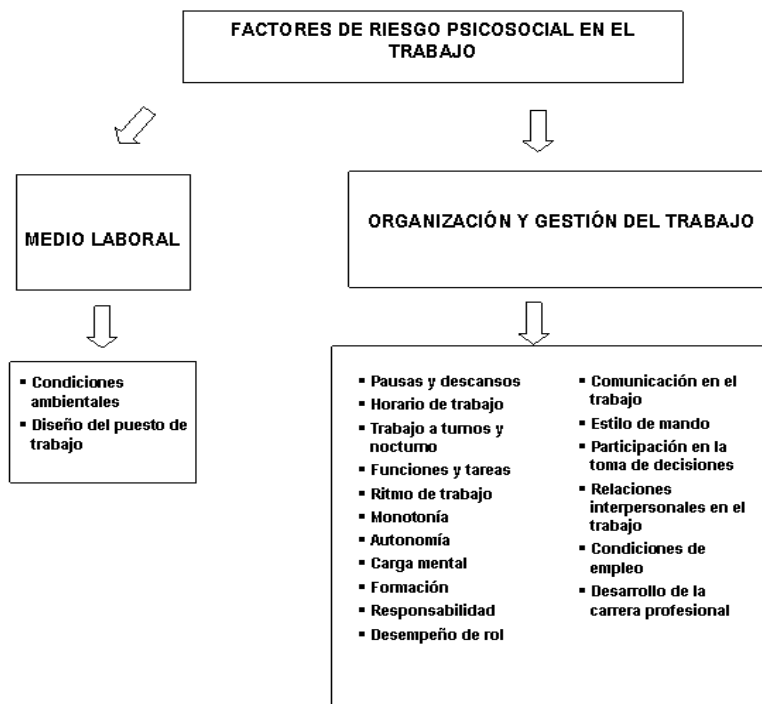 FACTORES DE RIESGO PSICOSOCIAL EN EL
TRABAJO
MEDIO LABORAL
ORGANIZACIÓN Y GESTIÓN DEL TRABAJO
▪ Condiciones
ambientales
▪ Diseño del puesto de
trabajo
▪ Pausas y descansos
▪ Horario de trabajo
▪ Trabajo a turnos y
nocturno
▪ Funciones y tareas
▪ Ritmo de trabajo
▪ Monotonía
▪ Autonomía
▪ Carga mental
▪ Formación
▪ Responsabilidad
▪ Desempeño de rol
▪ Comunicación en el
trabajo
▪ Estilo de mando
▪ Participación en la
toma de decisiones
▪ Relaciones
interpersonales en el
trabajo
▪ Condiciones de
empleo
▪ Desarrollo de la
carrera profesional